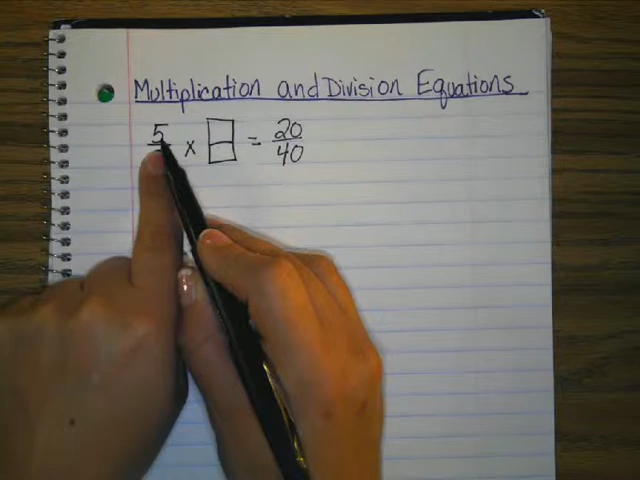 Multiplication and Division Equations
5 x = 20/40